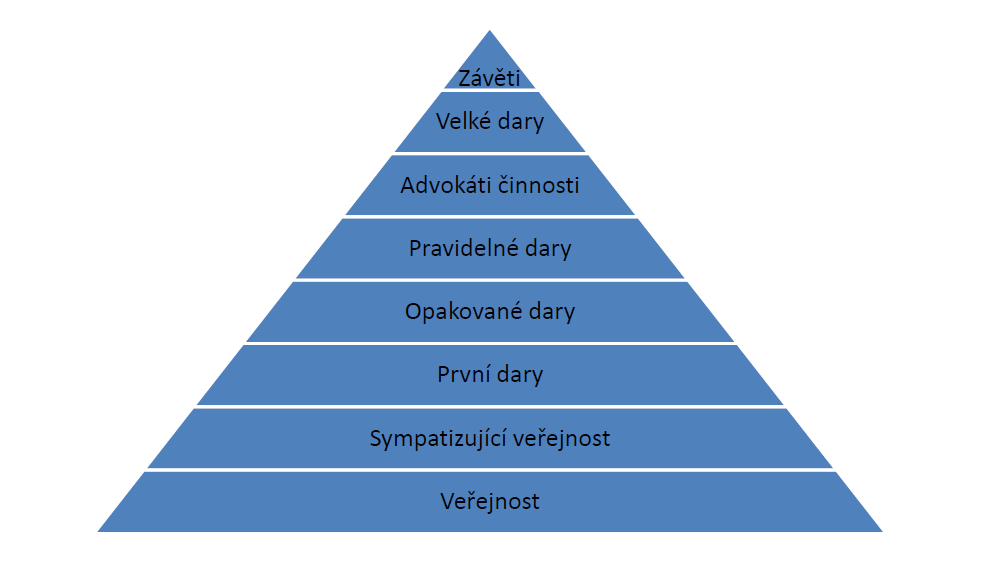 Závěti
Velké dary
Advokáti činnosti
Pravidelné dary
Opakované dary
První dary
Sympatizující veřejnost
Veřejnost